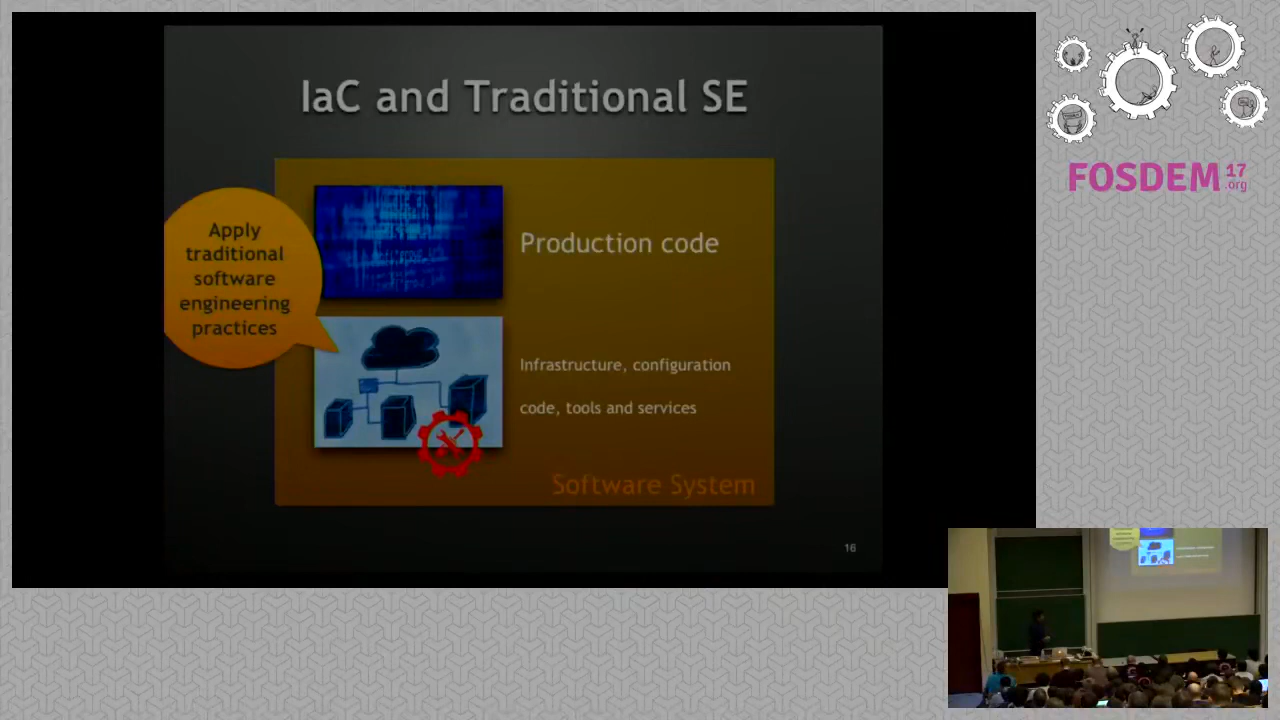 IaC and Traditional SE
Apply
traditional
software
engineering
practices
Production code
Infrastructure, configuration
code, tools and services
Software System
16
FOSDEM 17
.org